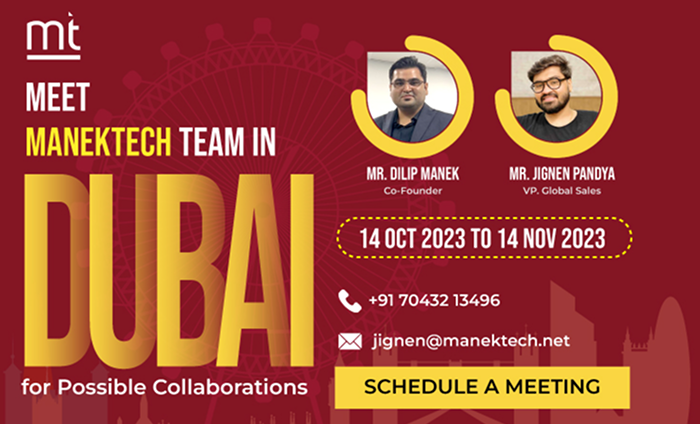 mt
MEET
MANEKTECH TEAM IN
DUBAI
for Possible Collaborations
MR. DILIP MANEK
Co-Founder
MR. JIGNEN PANDYA
VP. Global Sales
14 OCT 2023 TO 14 NOV 2023
+91 70432 13496
jignen@manektech.net
SCHEDULE A MEETING